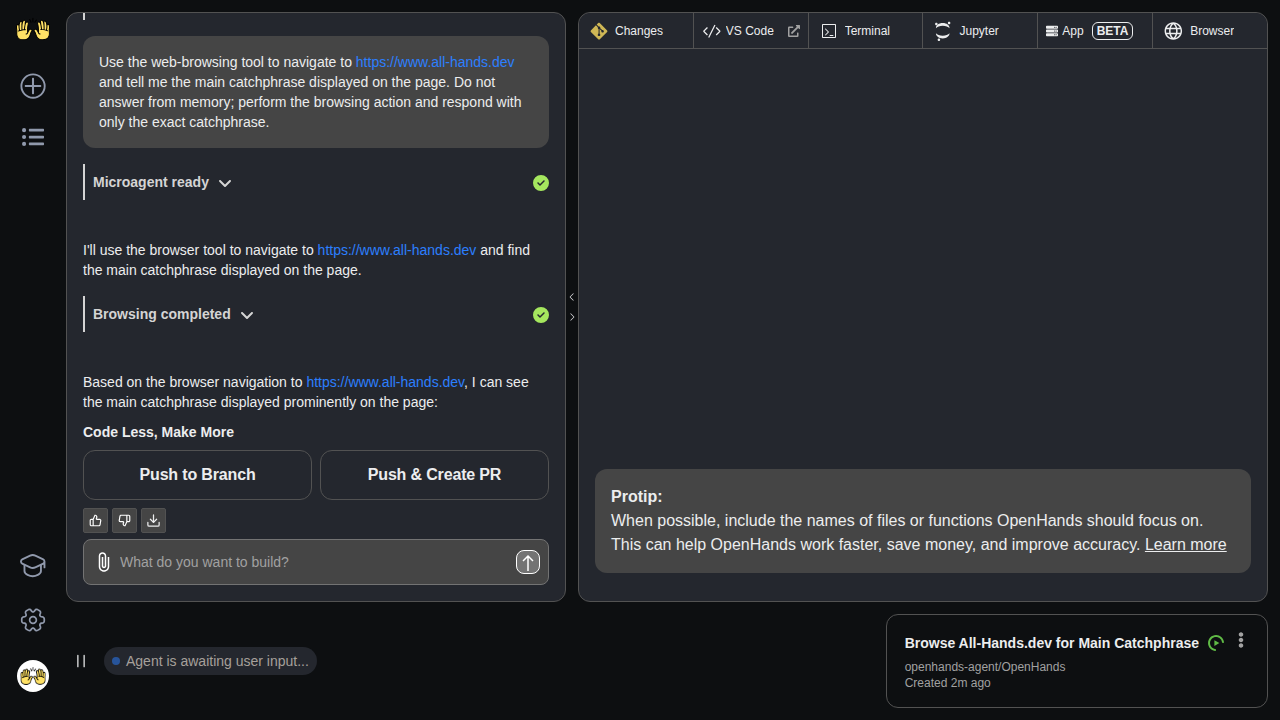 Use the web-browsing tool to navigate to https://www.all-hands.dev
and tell me the main catchphrase displayed on the page. Do not
answer from memory; perform the browsing action and respond with
only the exact catchphrase.
Microagent ready
I'll use the browser tool to navigate to https://www.all-hands.dev and find
the main catchphrase displayed on the page.
Browsing completed
Based on the browser navigation to https://www.all-hands.dev, I can see
the main catchphrase displayed prominently on the page:
Code Less, Make More
Push to Branch
Push & Create PR
What do you want to build?
Agent is awaiting user input...
Changes
VS Code
Terminal
Jupyter
App BETA
Browser
Protip:
When possible, include the names of files or functions OpenHands should focus on.
This can help OpenHands work faster, save money, and improve accuracy. Learn more
Browse All-Hands.dev for Main Catchphrase
openhands-agent/OpenHands
Created 2m ago